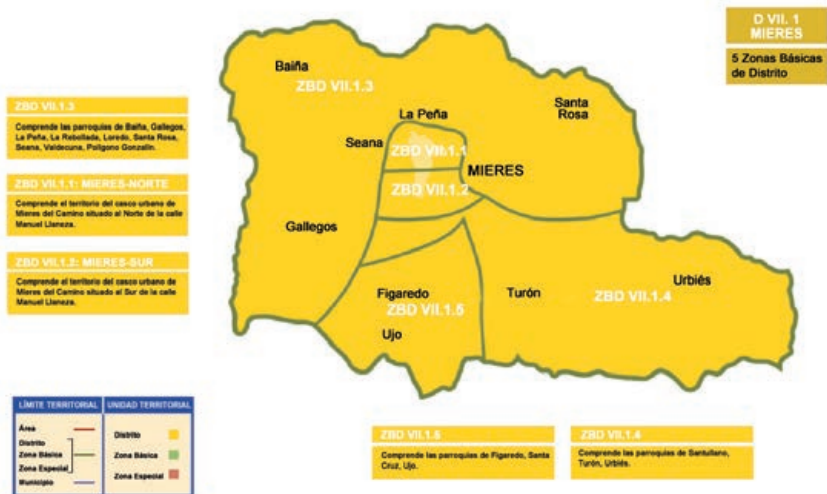 D VII. 1
MIERES
5 Zonas Básicas
de Distrito
Baiña
ZBD VII.1.3
La Peña
Santa
Rosa
Seana
ZBD VII.1.1
MIERES
ZBD VII.1.2
Gallegos
Figaredo
ZBD VII.1.5
Ujo
Turón
Urbiés
ZBD VII.1.4
ZBD VII.1.3
Comprende las parroquias de Baiña, Gallegos,
La Peña, La Rebollada, Loredo, Santa Rosa,
Seana, Valdecuna, Polígono Gonzalín.
ZBD VII.1.1: MIERES-NORTE
Comprende el territorio del casco urbano de
Mieres del Camino situado al Norte de la calle
Manuel Llaneza.
ZBD VII.1.2: MIERES-SUR
Comprende el territorio del casco urbano de
Mieres del Camino situado al Sur de la calle
Manuel Llaneza.
LÍMITE TERRITORIAL
Área
Distrito
Zona Básica
Zona Especial
Municipio
UNIDAD TERRITORIAL
Distrito
Zona Básica
Zona Especial
ZBD VII.1.5
Comprende las parroquias de Figaredo, Santa
Cruz, Ujo.
ZBD VII.1.4
Comprende las parroquias de Santullano,
Turón, Urbiés.